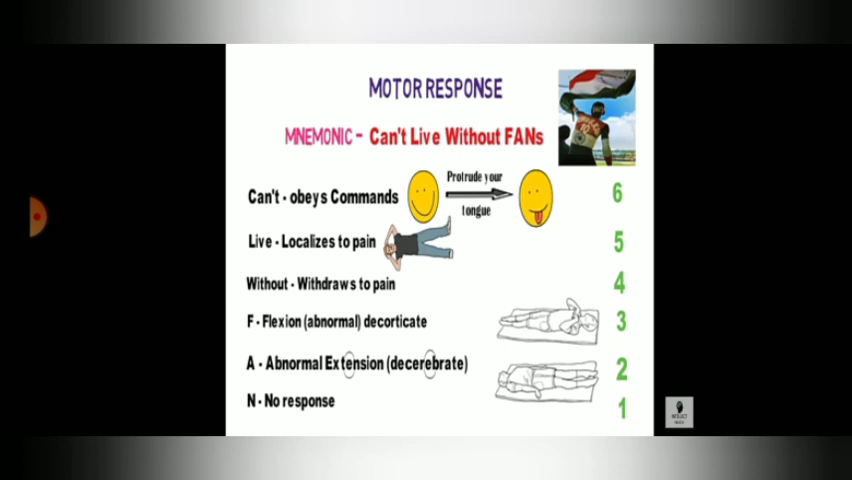 MOTOR RESPONSE
MNEMONIC - Can't Live Without FANs
Protrude your
tongue
Can't - obeys Commands 6
Live - Localizes to pain 5
Without - Withdraws to pain 4
F - Flexion (abnormal) decorticate 3
A - Abnormal Extension (decerebrate) 2
N - No response 1
INTELLECT